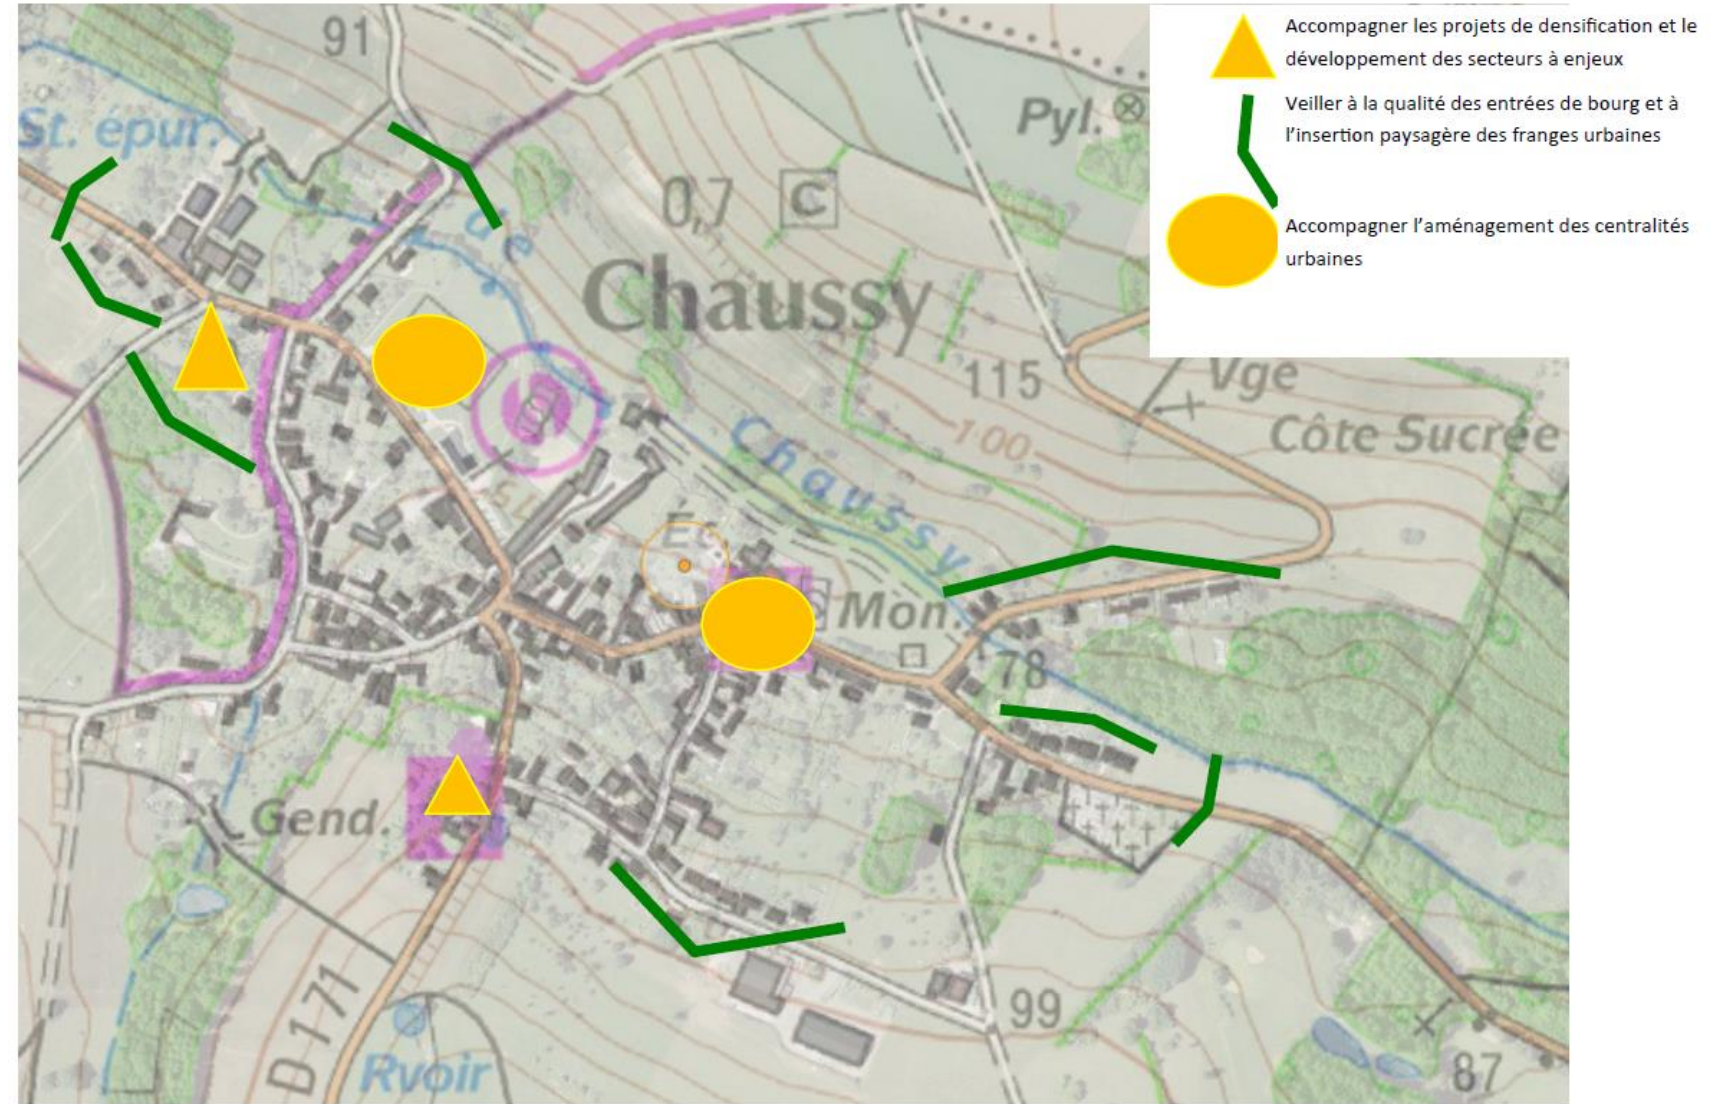 Accompagner les projets de densification et le
développement des secteurs à enjeux
Veiller à la qualité des entrées de bourg et à
l'insertion paysagère des franges urbaines
Accompagner l'aménagement des centralités
urbaines
91
St. épur.
Pyl.
07
C
de
Chaussy
115
Vge
Côte Sucrée
100
Chaussy
Mon.
78
Gend.
D 171
Rvoir
99
87